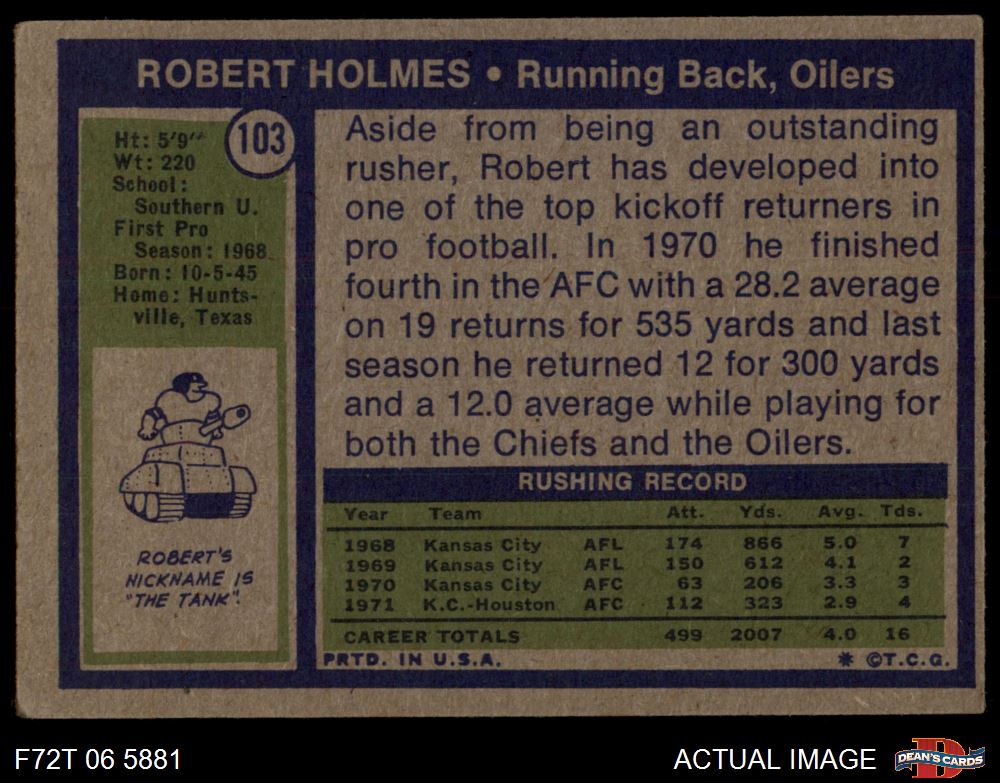 ROBERT HOLMES • Running Back, Oilers
103
Ht: 5'9"
Wt: 220
School:
Southern U.
First Pro
Season: 1968
Born: 10-5-45
Home: Hunts-
ville, Texas
ROBERT'S
NICKNAME IS
"THE TANK".
Aside from being an outstanding
rusher, Robert has developed into
one of the top kickoff returners in
pro football. In 1970 he finished
fourth in the AFC with a 28.2 average
on 19 returns for 535 yards and last
season he returned 12 for 300 yards
and a 12.0 average while playing for
both the Chiefs and the Oilers.
RUSHING RECORD
Year Team Att. Yds. Avg. Tds.
1968 Kansas City AFL 174 866 5.0 7
1969 Kansas City AFL 150 612 4.1 2
1970 Kansas City AFC 63 206 3.3 3
1971 K.C.-Houston AFC 112 323 2.9 4
CAREER TOTALS 499 2007 4.0 16
PRTD. IN U.S.A. * ©T.C.G.
F72T 06 5881 ACTUAL IMAGE
D
DEAN'S CARDS